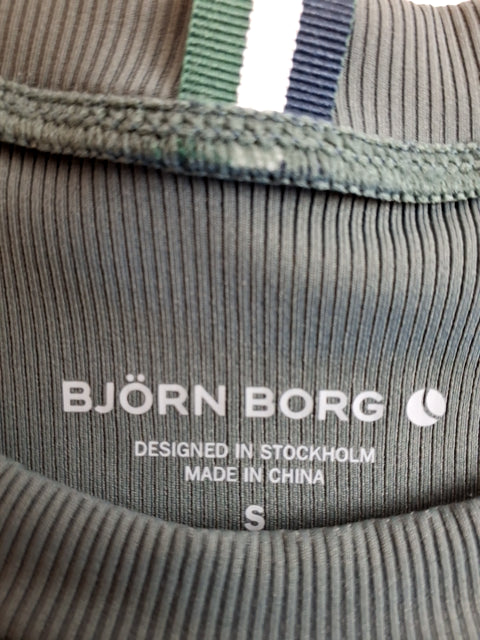 BJÖRN BORG
DESIGNED IN STOCKHOLM
MADE IN CHINA
S